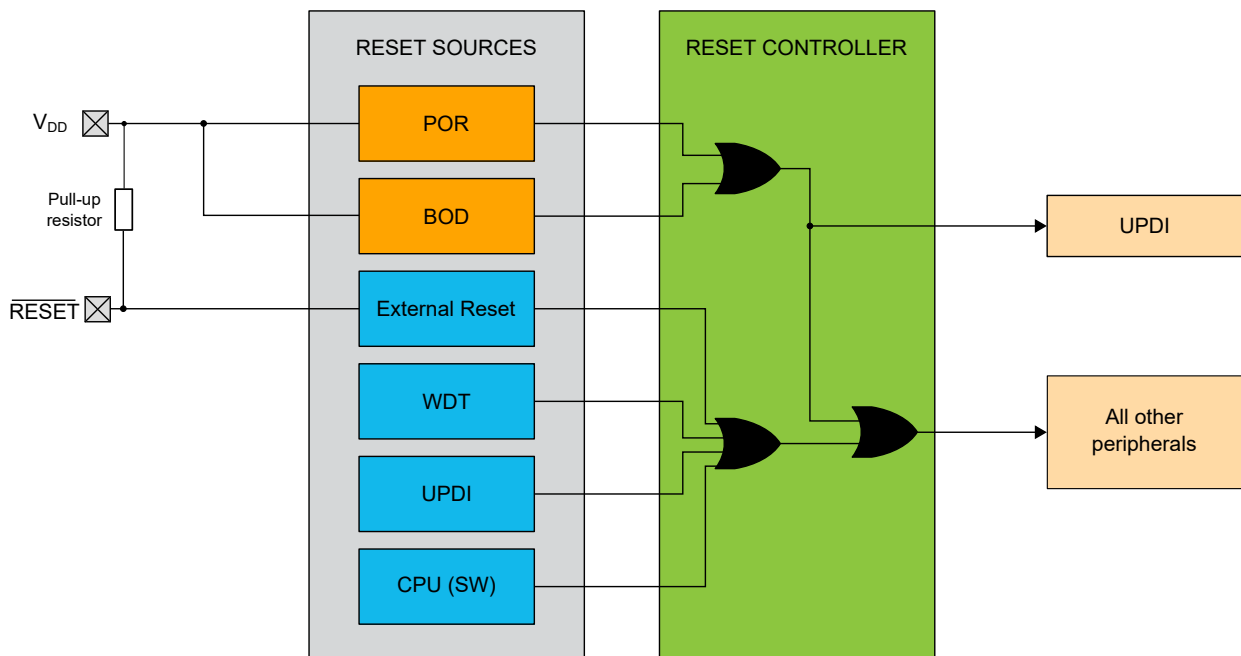 RESET SOURCES
RESET CONTROLLER
VDD
POR
Pull-up
resistor
BOD
UPDI
RESET
External Reset
WDT
All other
peripherals
UPDI
CPU (SW)